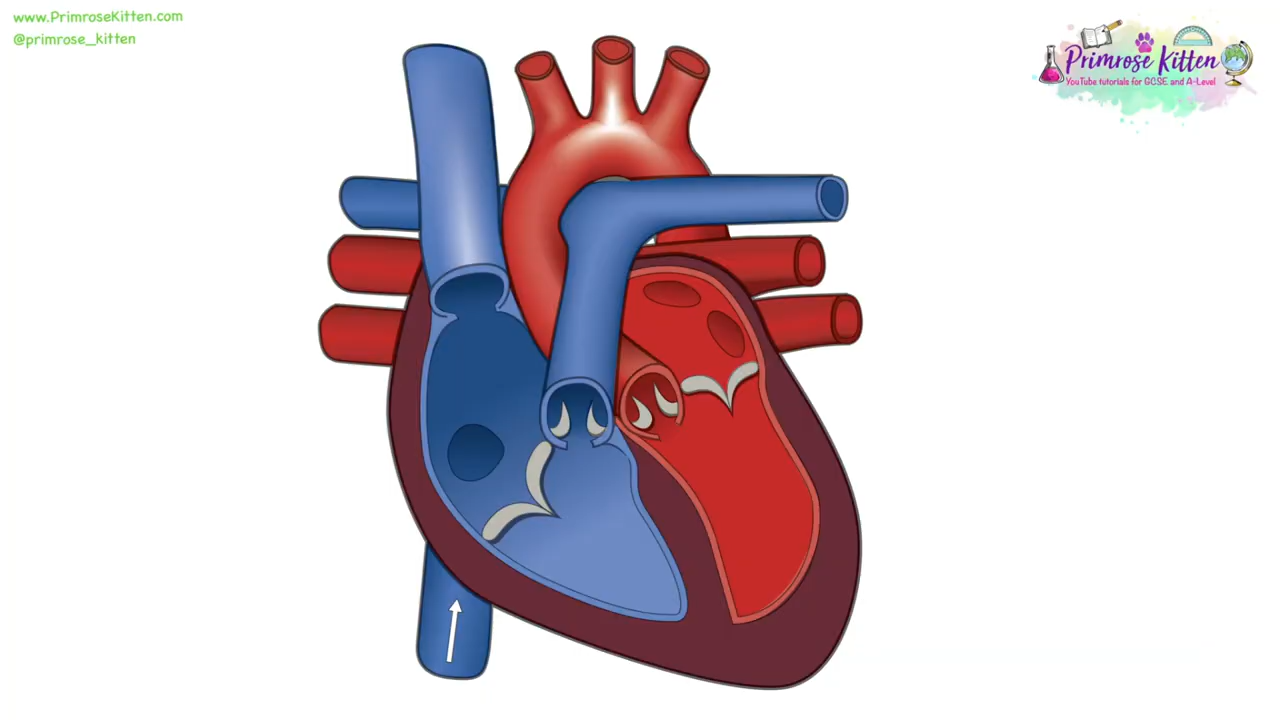 www.PrimroseKitten.com
@primrose_kitten
Primrose Kitten
YouTube tutorials for GCSE and A-Level